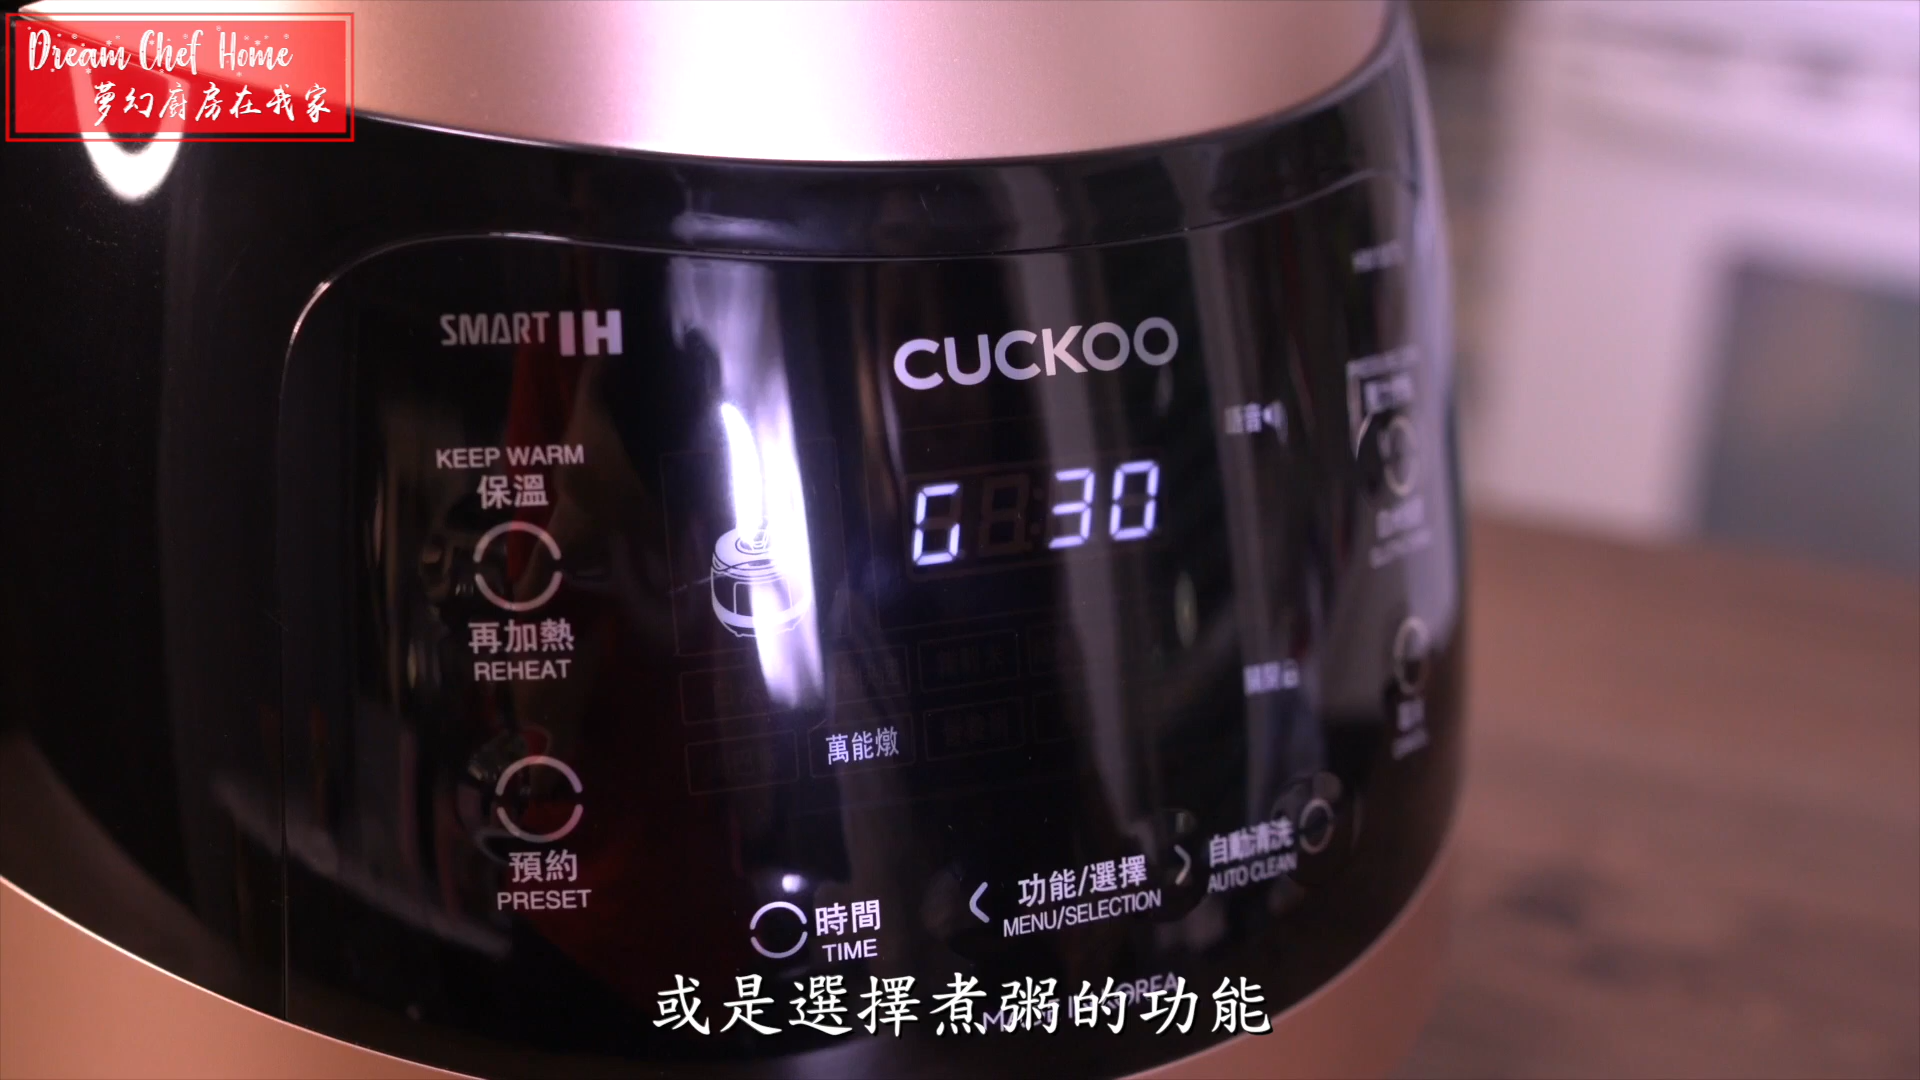 Dream Chef Home
夢幻廚房在我家
SMART IH
CUCKOO
KEEP WARM
保溫
G 30
再加熱
REHEAT
萬能燉
預約
PRESET
時間
TIME
< 功能/選擇 >
MENU/SELECTION
自動清洗
AUTO CLEAN
或是選擇煮粥的功能